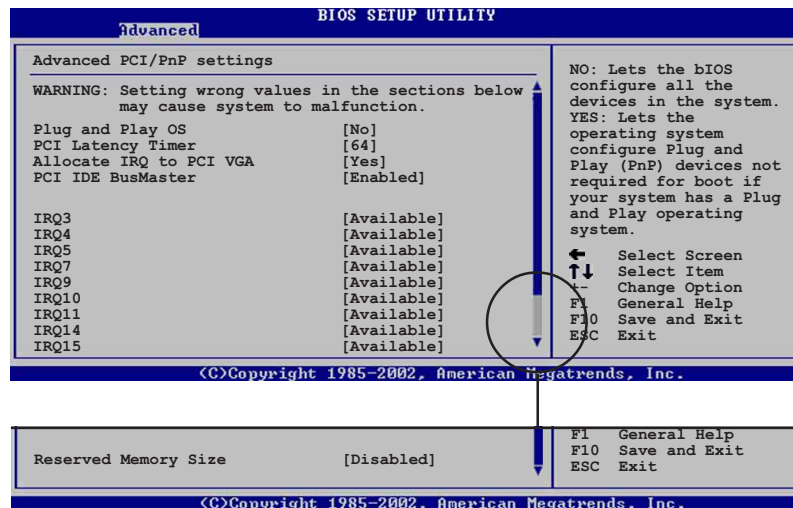 BIOS SETUP UTILITY
Advanced
Advanced PCI/PnP settings
WARNING: Setting wrong values in the sections below
may cause system to malfunction.
Plug and Play OS [No]
PCI Latency Timer [64]
Allocate IRQ to PCI VGA [Yes]
PCI IDE BusMaster [Enabled]
IRQ3 [Available]
IRQ4 [Available]
IRQ5 [Available]
IRQ7 [Available]
IRQ9 [Available]
IRQ10 [Available]
IRQ11 [Available]
IRQ14 [Available]
IRQ15 [Available]
NO: Lets the bIOS
configure all the
devices in the system.
YES: Lets the
operating system
configure Plug and
Play (PnP) devices not
required for boot if
your system has a Plug
and Play operating
system.
← Select Screen
↑↓ Select Item
+- Change Option
F1 General Help
F10 Save and Exit
ESC Exit
(C)Copyright 1985-2002, American Megatrends, Inc.
Reserved Memory Size [Disabled]
F1 General Help
F10 Save and Exit
ESC Exit
(C)Copyright 1985-2002, American Megatrends, Inc.